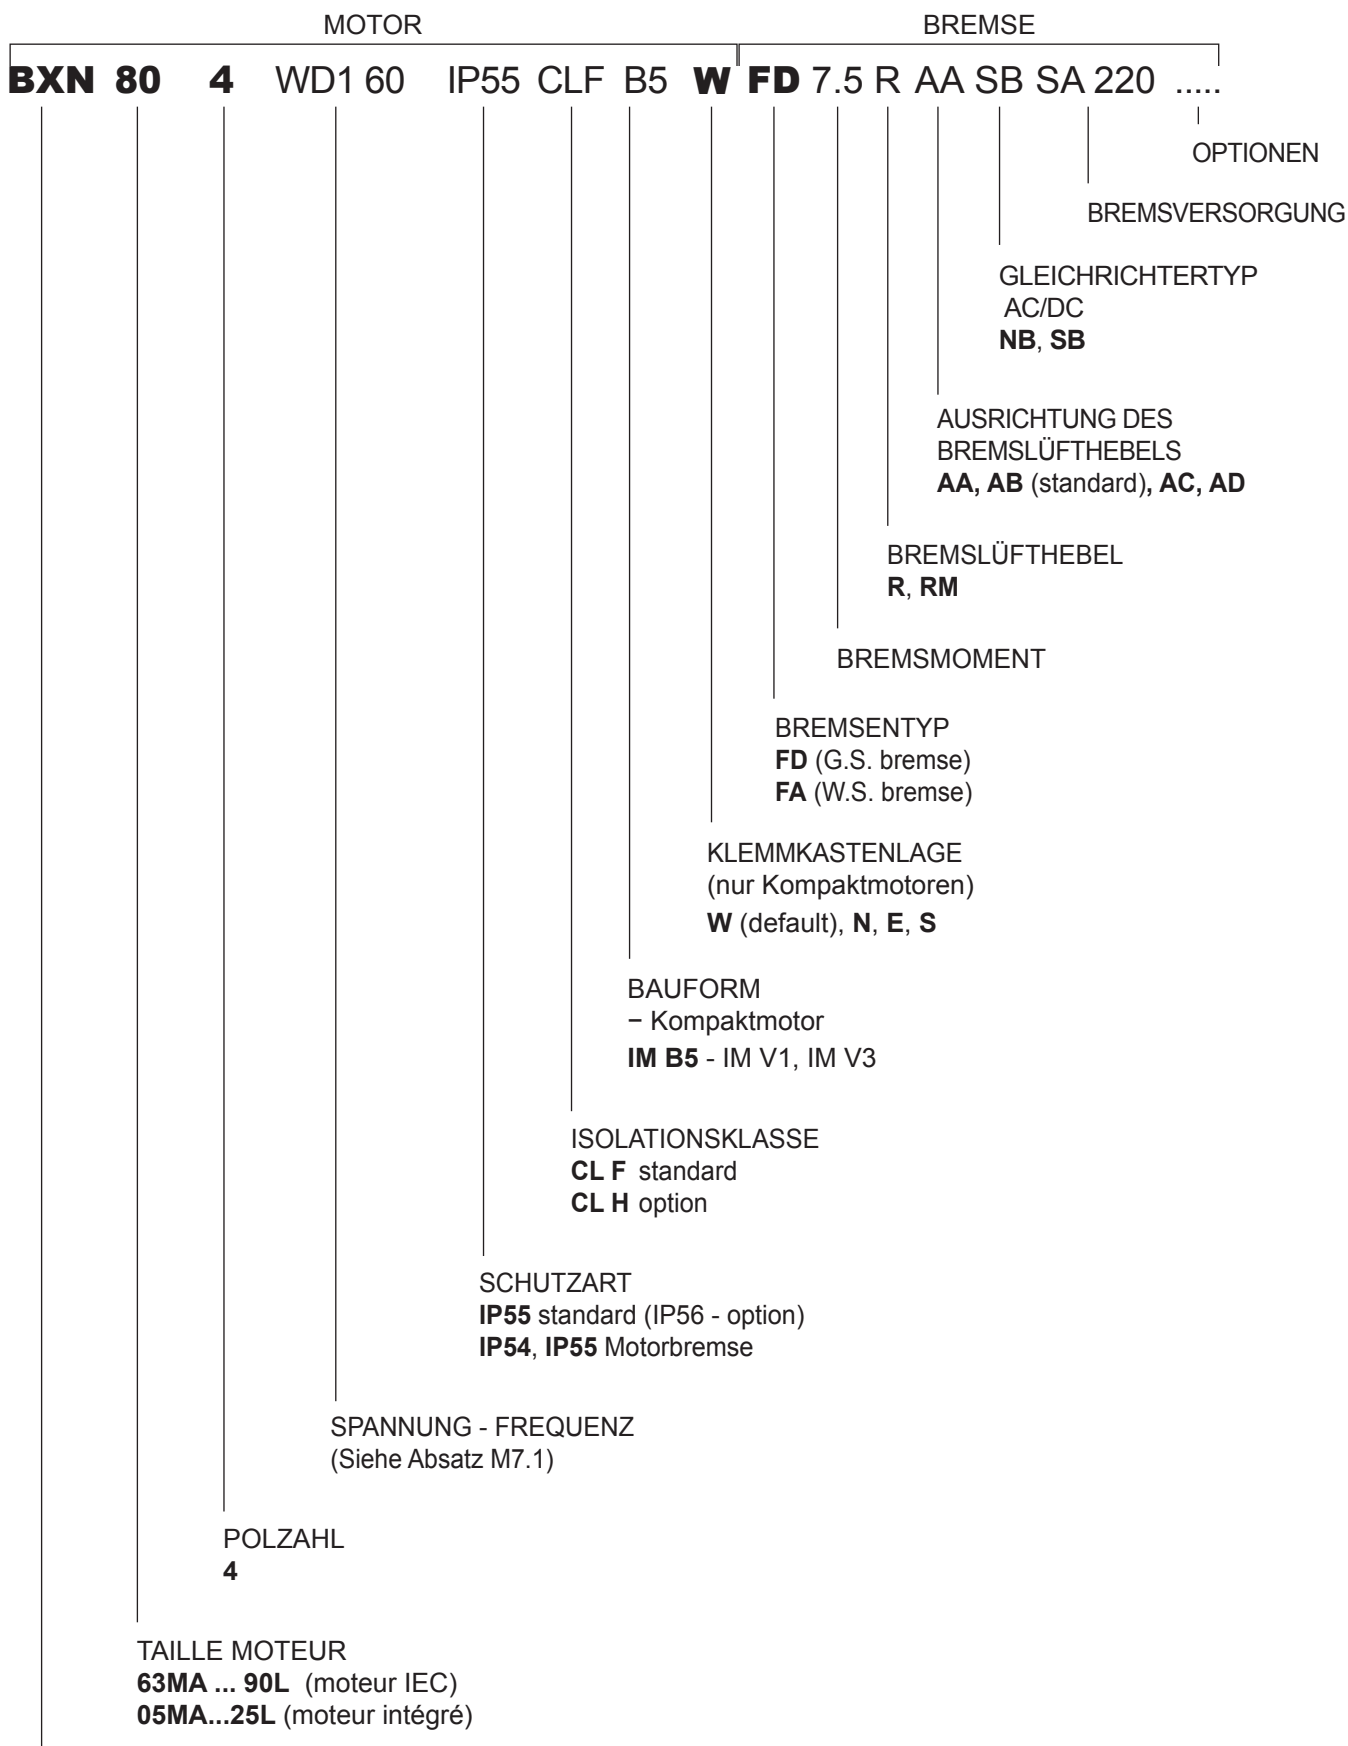 MOTOR BREMSE
BXN 80 4 WD1 60 IP55 CLF B5 W FD 7.5 R AA SB SA 220 .....
OPTIONEN
BREMSVERSORGUNG
GLEICHRICHTERTYP
AC/DC
NB, SB
AUSRICHTUNG DES
BREMSLÜFTHEBELS
AA, AB (standard), AC, AD
BREMSLÜFTHEBEL
R, RM
BREMSMOMENT
BREMSENTYP
FD (G.S. bremse)
FA (W.S. bremse)
KLEMMKASTENLAGE
(nur Kompaktmotoren)
W (default), N, E, S
BAUFORM
− Kompaktmotor
IM B5 - IM V1, IM V3
ISOLATIONSKLASSE
CL F standard
CL H option
SCHUTZART
IP55 standard (IP56 - option)
IP54, IP55 Motorbremse
SPANNUNG - FREQUENZ
(Siehe Absatz M7.1)
POLZAHL
4
TAILLE MOTEUR
63MA ... 90L (moteur IEC)
05MA...25L (moteur intégré)